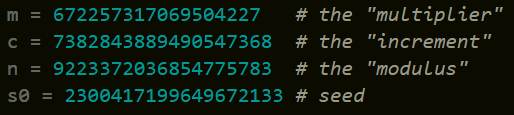 m = 672257317069504227   # the "multiplier"
c = 7382843889490547368  # the "increment"
n = 9223372036854775783  # the "modulus"
s0 = 2300417199649672133 # seed